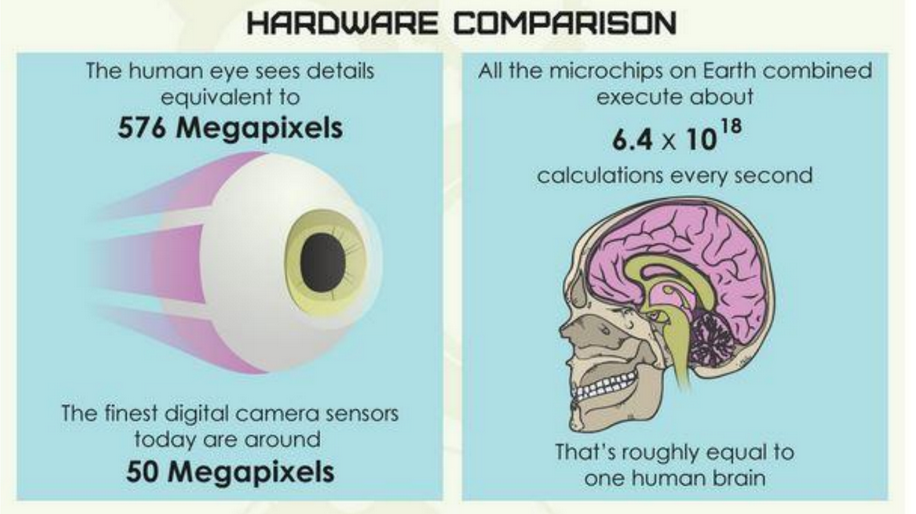 HARDWARE COMPARISON
The human eye sees details
equivalent to
576 Megapixels
The finest digital camera sensors
today are around
50 Megapixels
All the microchips on Earth combined
execute about
6.4 x 10¹⁸
calculations every second
That's roughly equal to
one human brain